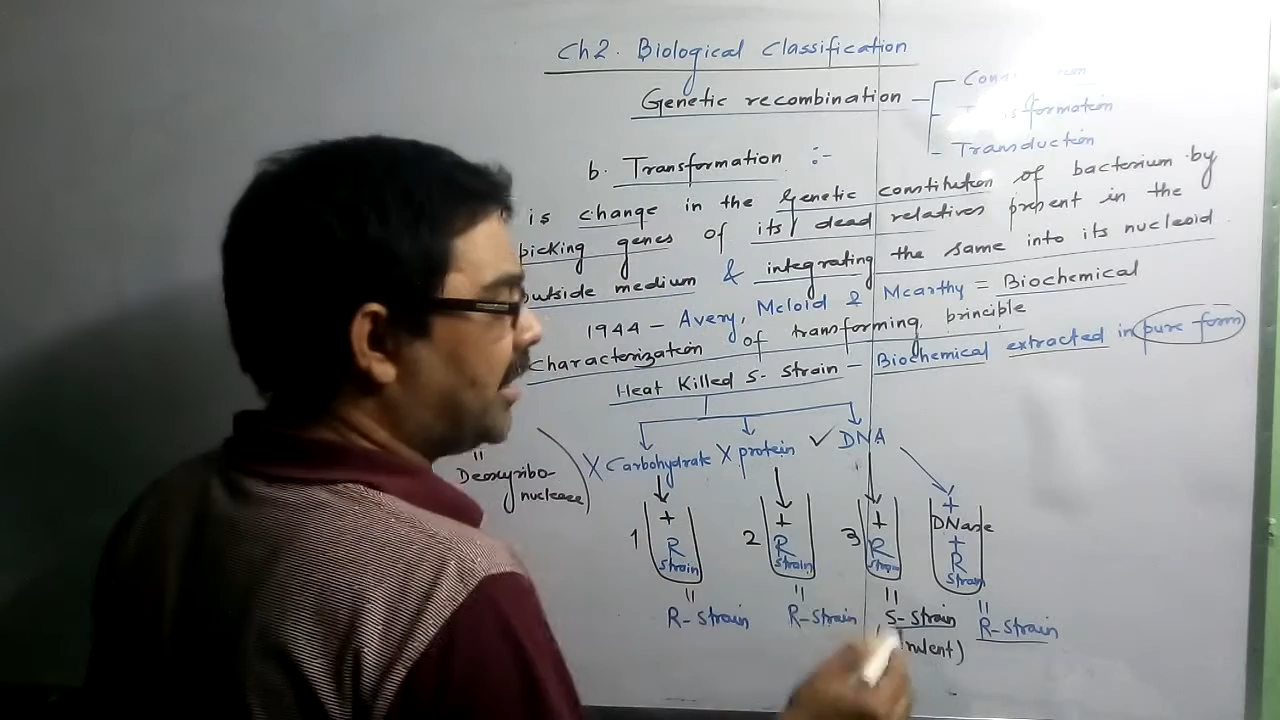 Ch2. Biological Classification
Genetic recombination
Transformation
Transduction
b. Transformation :-
is change in the Genetic constitution of bacterium by
picking genes of its dead relatives present in the
outside medium & integrating the same into its nucleoid
1944 - Avery, Mcloid & Mcarthy = Biochemical
Characterization of transforming principle
Heat Killed S- strain - Biochemical extracted in pure form
X Carbohydrate X protein ✓ DNA
Deoxyribo-
nuclease
1 + R strain
2 + R strain
3 + R strain
+ DNase + R strain
= R-strain
= R-strain
= S-strain
= R-strain